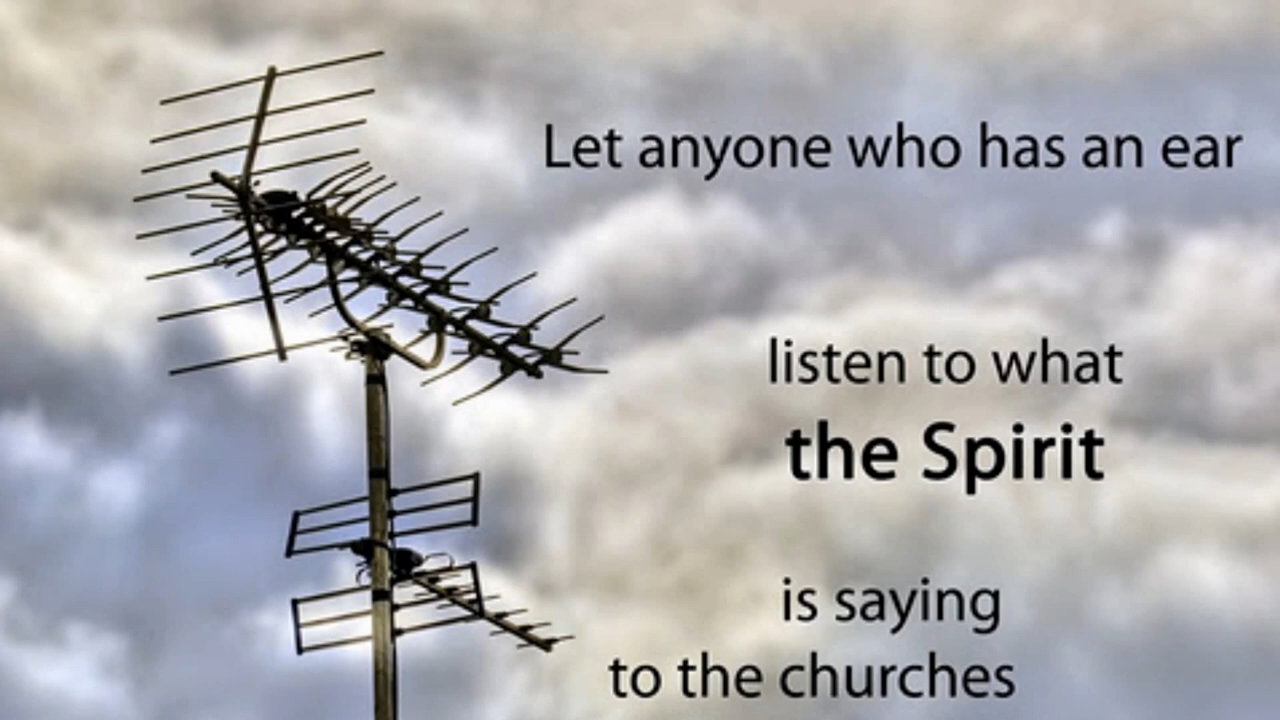 Let anyone who has an ear
listen to what
the Spirit
is saying
to the churches